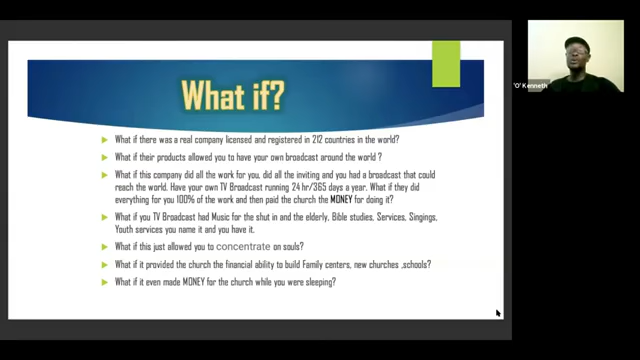 What if?
What if there was a real company licensed and registered in 212 countries in the world?
What if their products allowed you to have your own broadcast around the world ?
What if this company did all the work for you, did all the inviting and you had a broadcast that could
reach the world. Have your own TV Broadcast running 24 hr/365 days a year. What if they did
everything for you 100% of the work and then paid the church the MONEY for doing it?
What if you TV Broadcast had Music for the shut in and the elderly, Bible studies, Services, Singings,
Youth services you name it and you have it.
What if this just allowed you to concentrate on souls?
What if it provided the church the financial ability to build Family centers, new churches ,schools?
What if it even made MONEY for the church while you were sleeping?
'O' Kenneth